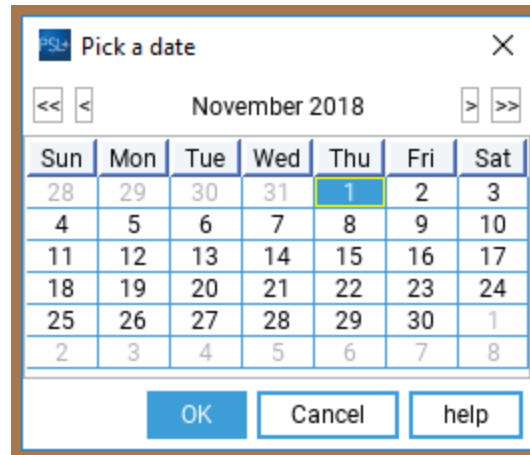 PSL+ Pick a date
<< < November 2018 > >>
Sun Mon Tue Wed Thu Fri Sat
28 29 30 31 1 2 3
4 5 6 7 8 9 10
11 12 13 14 15 16 17
18 19 20 21 22 23 24
25 26 27 28 29 30 1
2 3 4 5 6 7 8
OK Cancel help